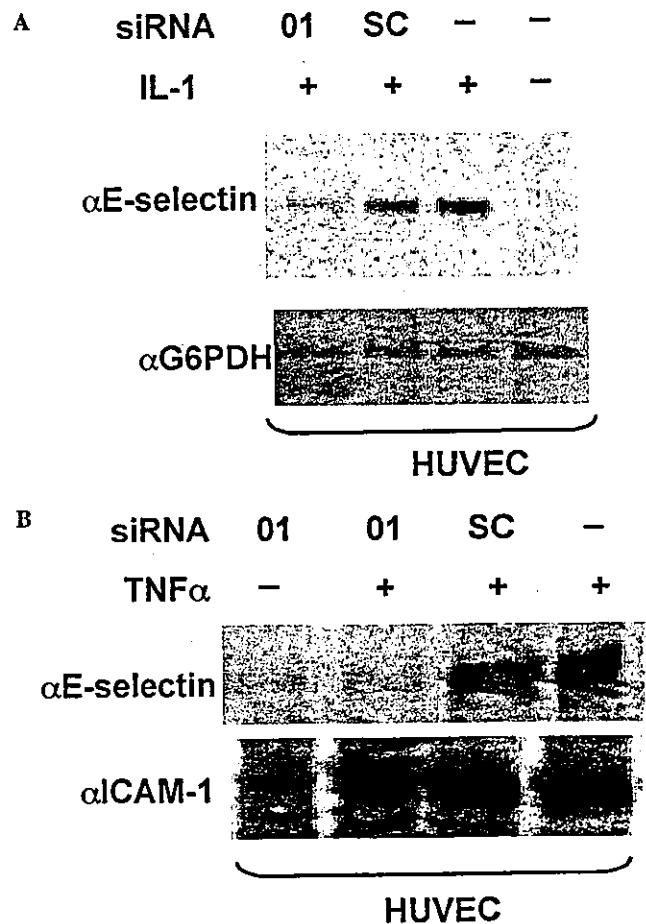 A siRNA 01 SC – –
IL-1 + + + –
αE-selectin
αG6PDH
HUVEC
B siRNA 01 01 SC –
TNFα – + + +
αE-selectin
αICAM-1
HUVEC